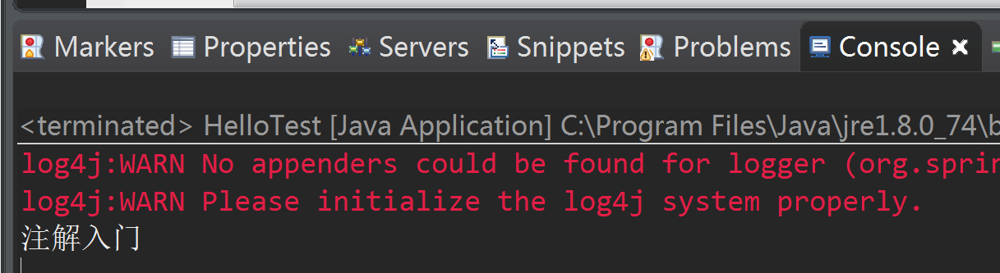 Markers Properties Servers Snippets Problems Console
<terminated> HelloTest [Java Application] C:\Program Files\Java\jre1.8.0_74\b
log4j:WARN No appenders could be found for logger (org.sprin
log4j:WARN Please initialize the log4j system properly.
注解入门